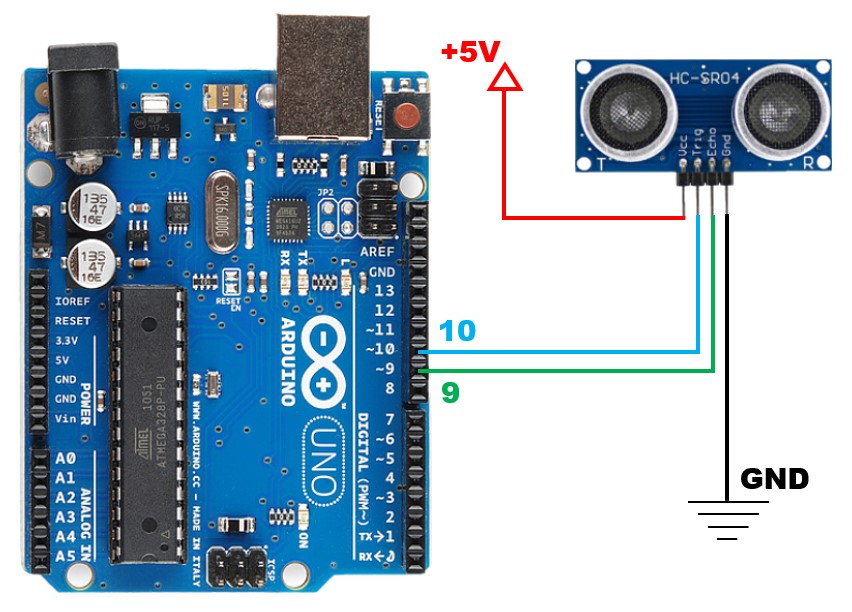 +5V
HC-SR04
Vcc
Trig
Echo
Gnd
T
R
RESET
SPK16.000G
135
47
16E
135
47
16E
M7
JP2
ATMEL
AREF
GND
13
12
~11
~10
~9
8
7
~6
~5
4
~3
2
TX→1
RX←0
RX
TX
L
RESET
EN
IOREF
RESET
3.3V
5V
GND
GND
Vin
POWER
A0
A1
A2
A3
A4
A5
ANALOG IN
ATMEL
1051
ATMEGA328P-PU
WWW.ARDUINO.CC - MADE IN ITALY
ARDUINO
UNO
DIGITAL (PWM~)
ON
ICSP
10
9
GND